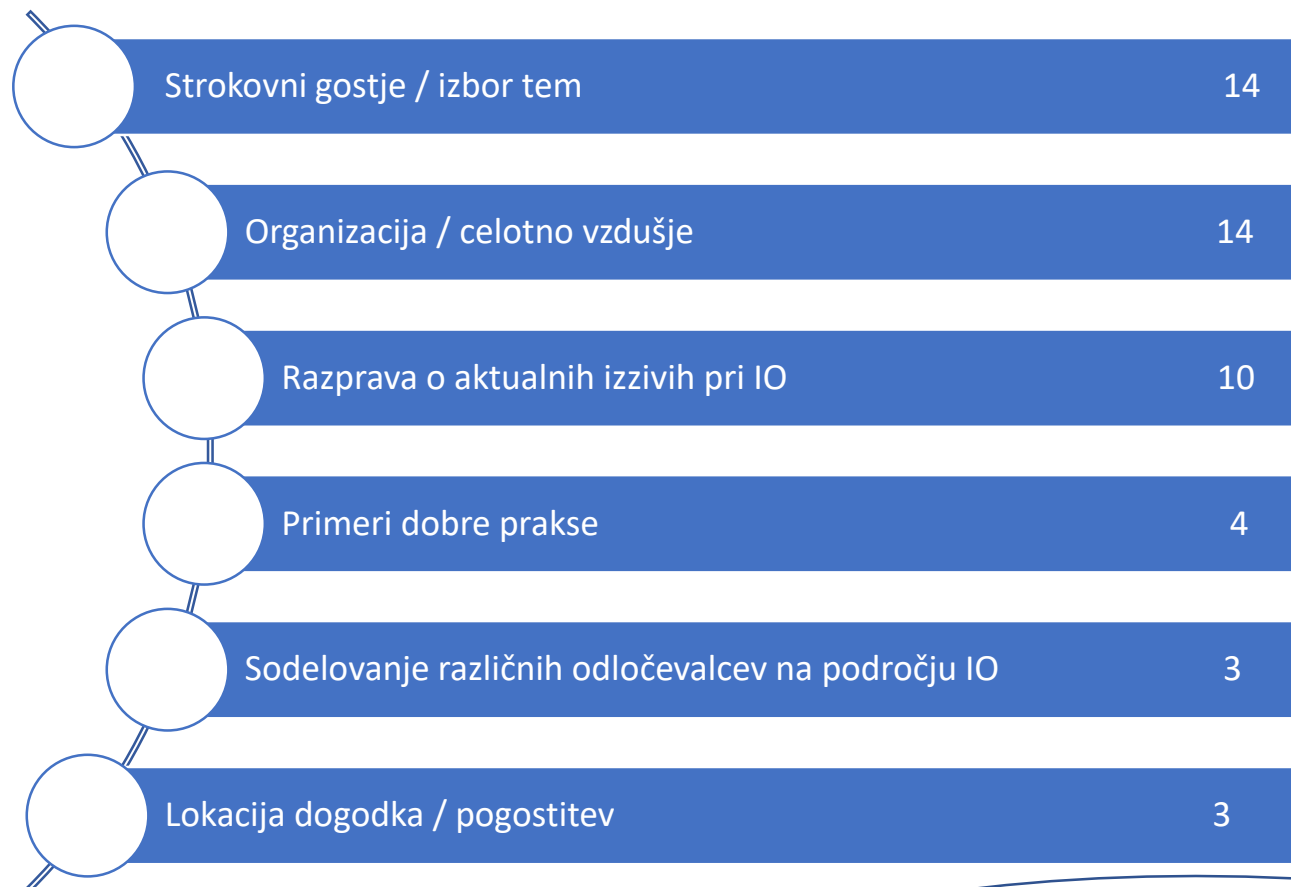 Strokovni gostje / izbor tem 14
Organizacija / celotno vzdušje 14
Razprava o aktualnih izzivih pri IO 10
Primeri dobre prakse 4
Sodelovanje različnih odločevalcev na področju IO 3
Lokacija dogodka / pogostitev 3